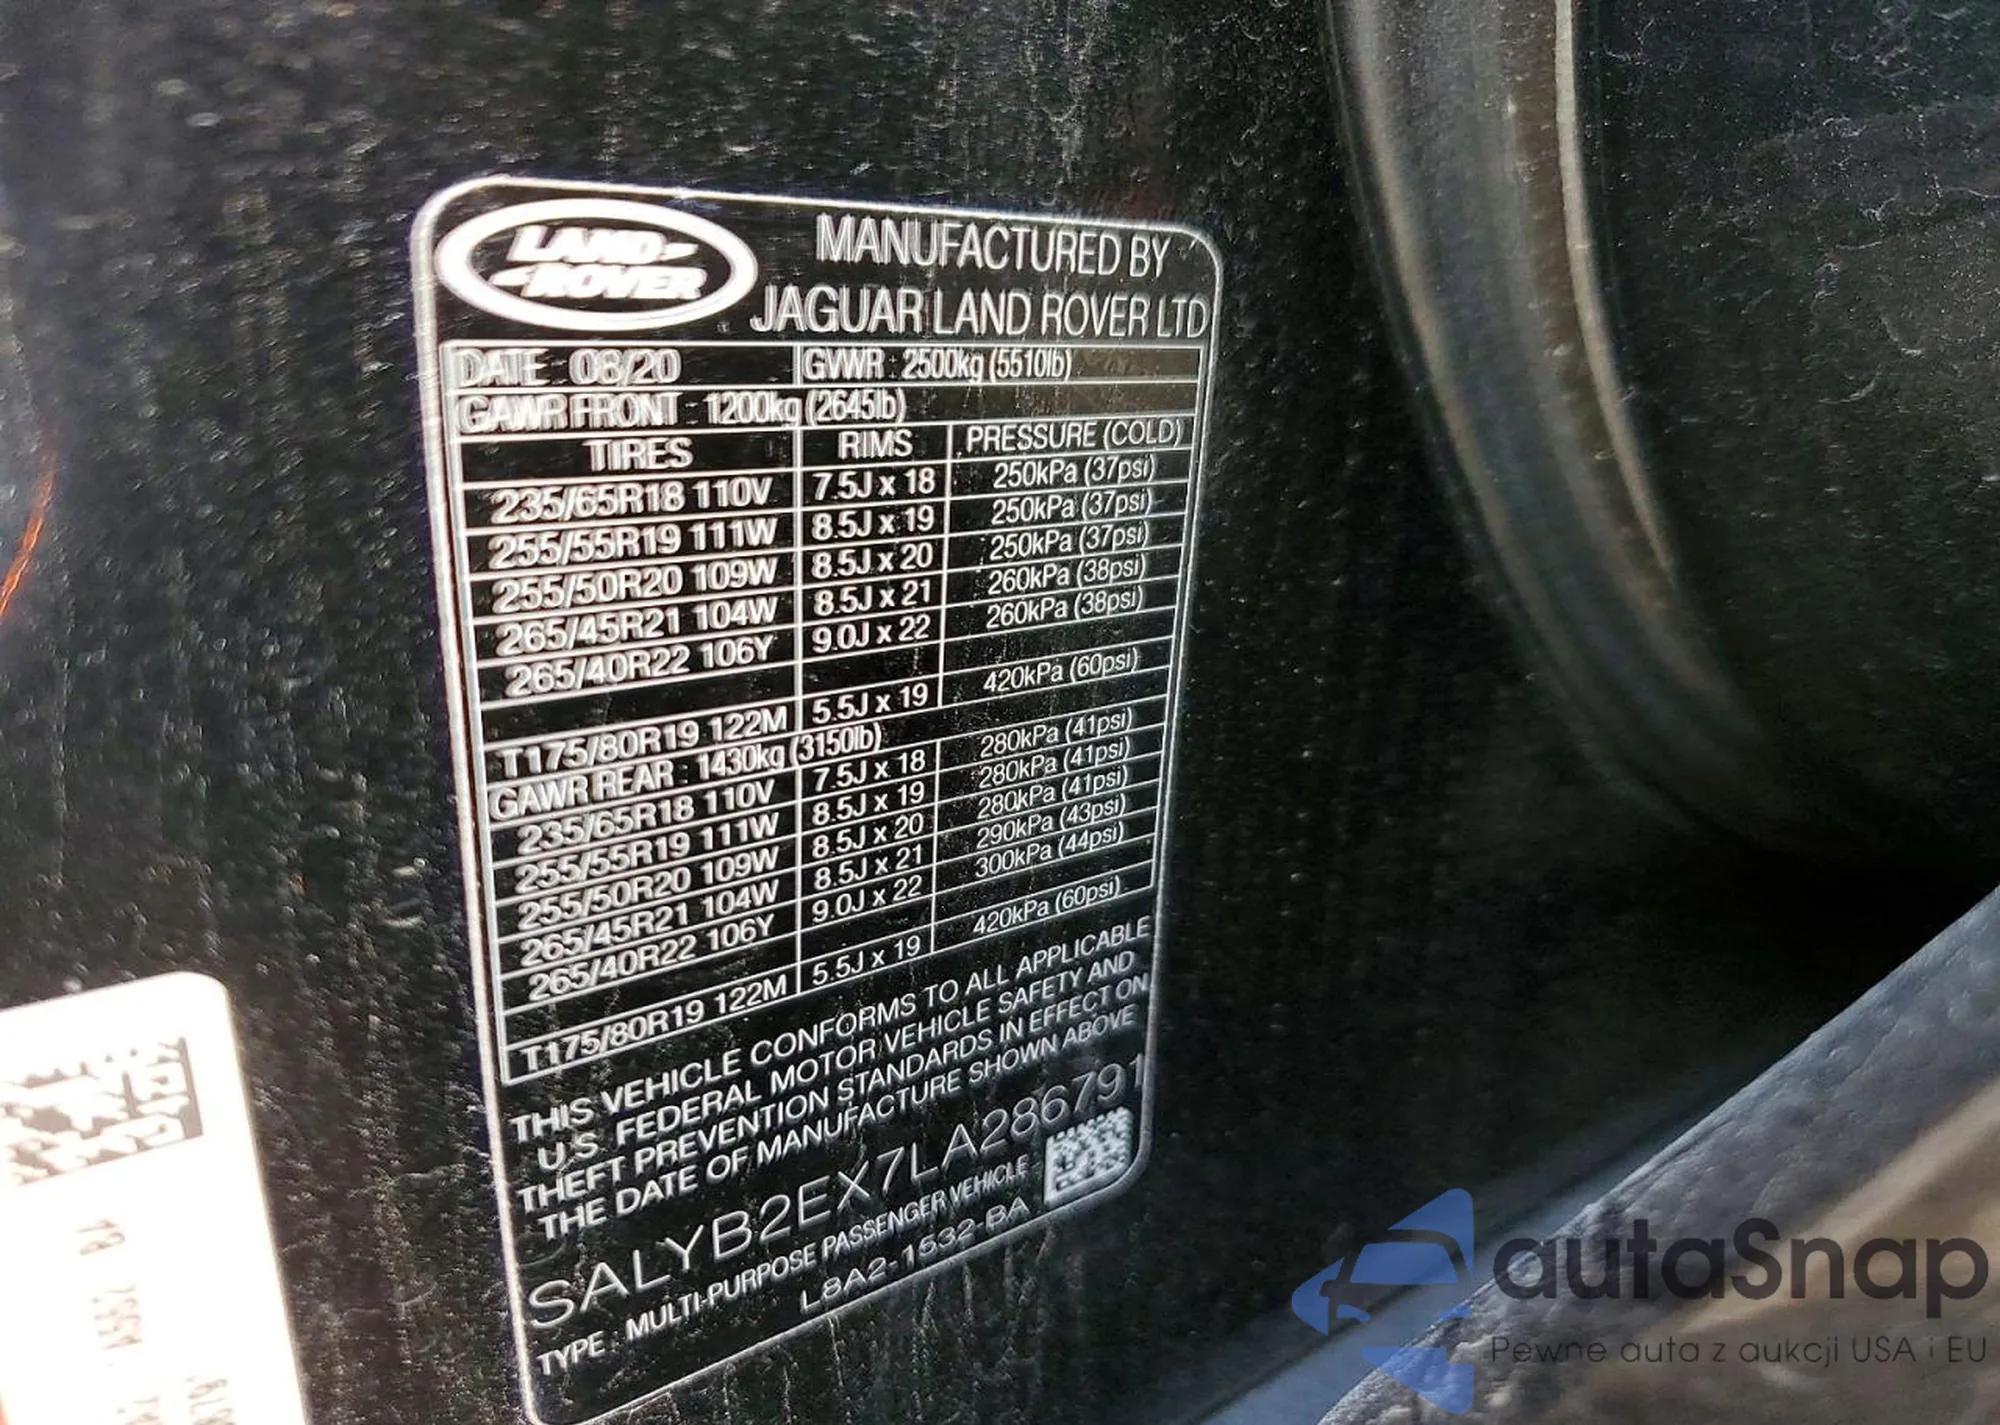 LAND-
-ROVER
MANUFACTURED BY
JAGUAR LAND ROVER LTD
DATE : 08/20 GVWR : 2500kg (5510lb)
GAWR FRONT : 1200kg (2645lb)
TIRES RIMS PRESSURE (COLD)
235/65R18 110V 7.5J x 18 250kPa (37psi)
255/55R19 111W 8.5J x 19 250kPa (37psi)
255/50R20 109W 8.5J x 20 250kPa (37psi)
265/45R21 104W 8.5J x 21 260kPa (38psi)
265/40R22 106Y 9.0J x 22 260kPa (38psi)
T175/80R19 122M 5.5J x 19 420kPa (60psi)
GAWR REAR : 1430kg (3150lb)
235/65R18 110V 7.5J x 18 280kPa (41psi)
255/55R19 111W 8.5J x 19 280kPa (41psi)
255/50R20 109W 8.5J x 20 280kPa (41psi)
265/45R21 104W 8.5J x 21 290kPa (43psi)
265/40R22 106Y 9.0J x 22 300kPa (44psi)
T175/80R19 122M 5.5J x 19 420kPa (60psi)
THIS VEHICLE CONFORMS TO ALL APPLICABLE
U.S. FEDERAL MOTOR VEHICLE SAFETY AND
THEFT PREVENTION STANDARDS IN EFFECT ON
THE DATE OF MANUFACTURE SHOWN ABOVE
SALYB2EX7LA286791
TYPE : MULTI-PURPOSE PASSENGER VEHICLE
L8A2-1532-BA
autaSnap
Pewne auta z aukcji USA i EU